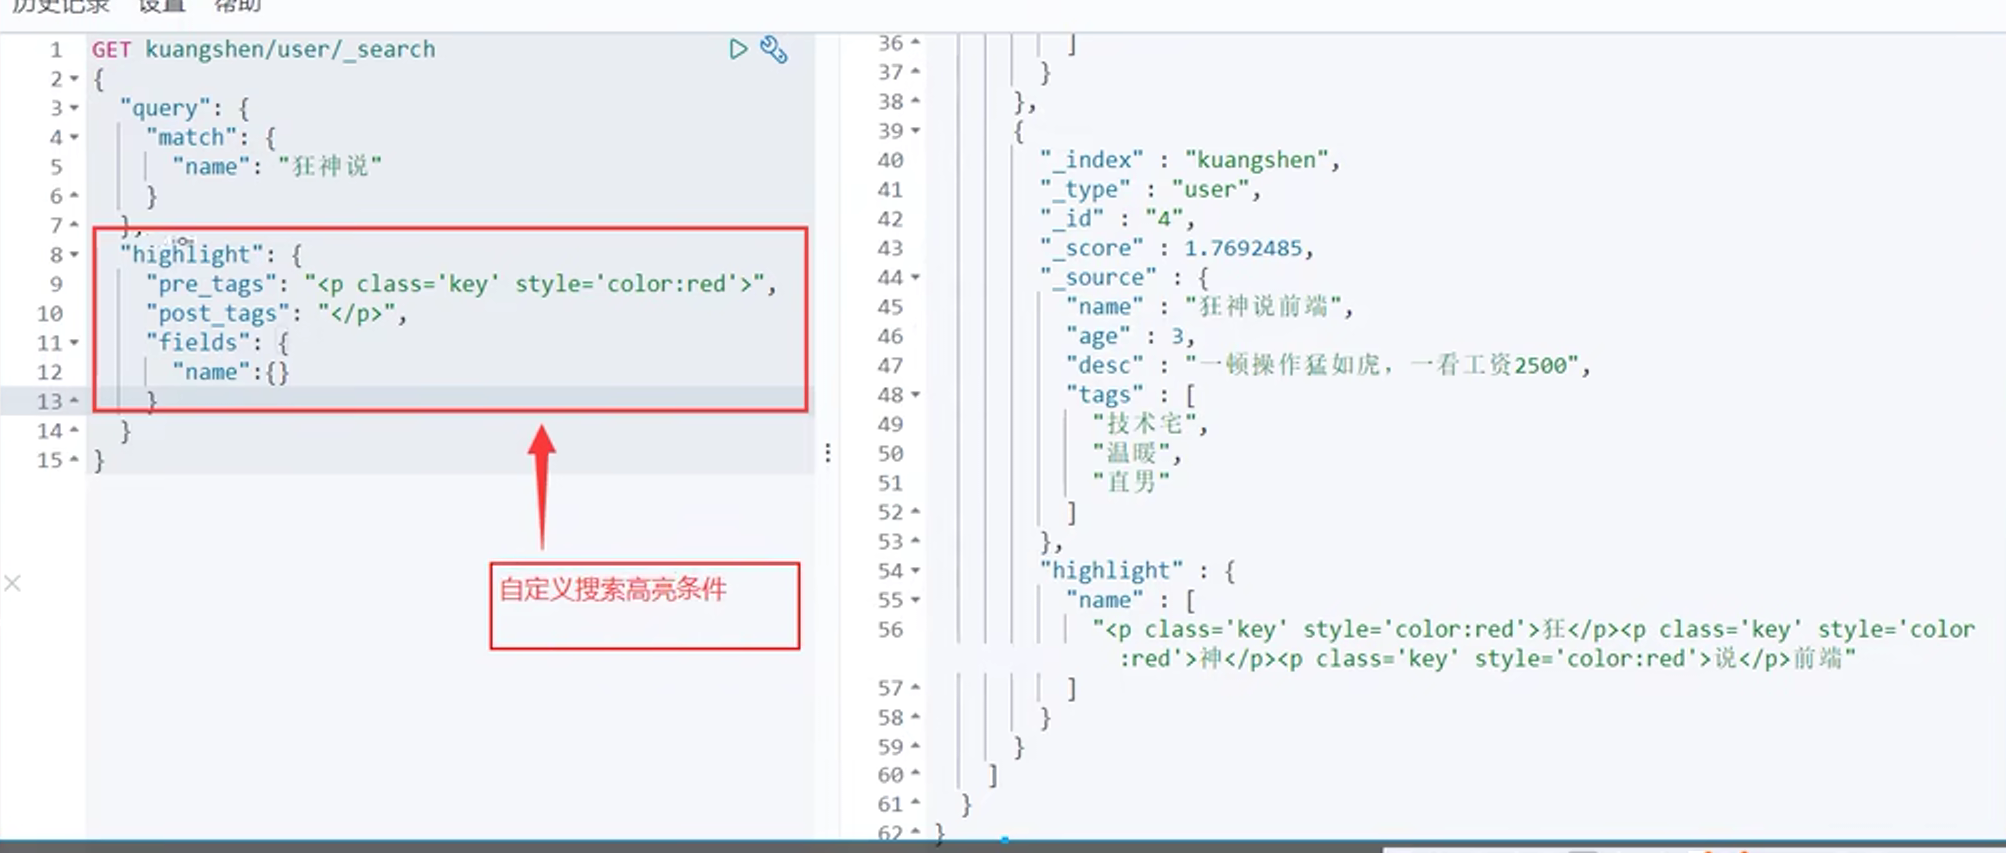 历史记录 设置 帮助
1 GET kuangshen/user/_search
2 {
3 "query": {
4 "match": {
5 "name": "狂神说"
6 }
7 },
8 "highlight": {
9 "pre_tags": "<p class='key' style='color:red'>",
10 "post_tags": "</p>",
11 "fields": {
12 "name":{}
13 }
14 }
15 }
自定义搜索高亮条件
36 ]
37 }
38 },
39 {
40 "_index" : "kuangshen",
41 "_type" : "user",
42 "_id" : "4",
43 "_score" : 1.7692485,
44 "_source" : {
45 "name" : "狂神说前端",
46 "age" : 3,
47 "desc" : "一顿操作猛如虎，一看工资2500",
48 "tags" : [
49 "技术宅",
50 "温暖",
51 "直男"
52 ]
53 },
54 "highlight" : {
55 "name" : [
56 "<p class='key' style='color:red'>狂</p><p class='key' style='color
:red'>神</p><p class='key' style='color:red'>说</p>前端"
57 ]
58 }
59 }
60 ]
61 }
62 }